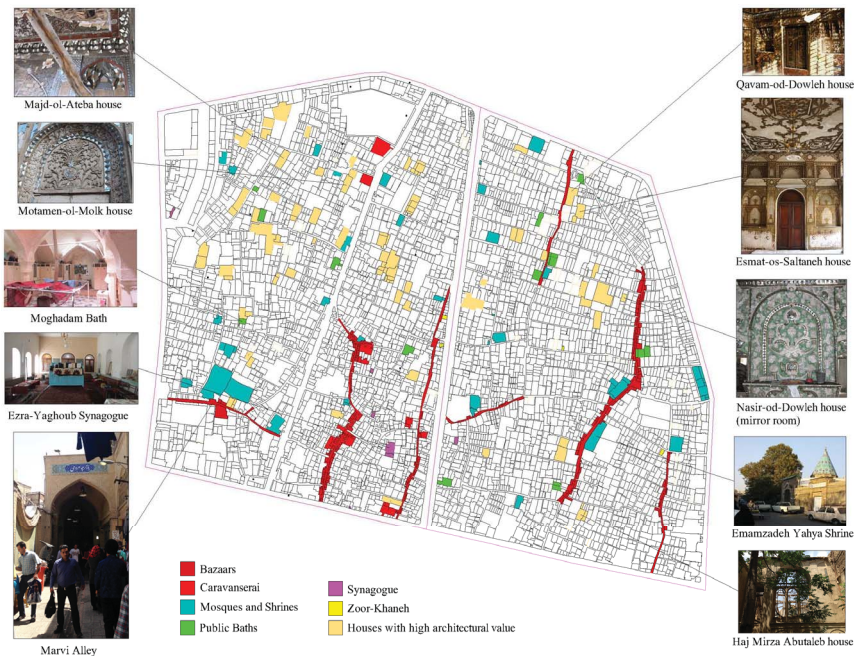 Majd-ol-Ateba house
Motamen-ol-Molk house
Moghadam Bath
Ezra-Yaghoub Synagogue
Marvi Alley
Qavam-od-Dowleh house
Esmat-os-Saltaneh house
Nasir-od-Dowleh house
(mirror room)
Emamzadeh Yahya Shrine
Haj Mirza Abutaleb house
Bazaars
Caravanserai
Mosques and Shrines
Public Baths
Synagogue
Zoor-Khaneh
Houses with high architectural value